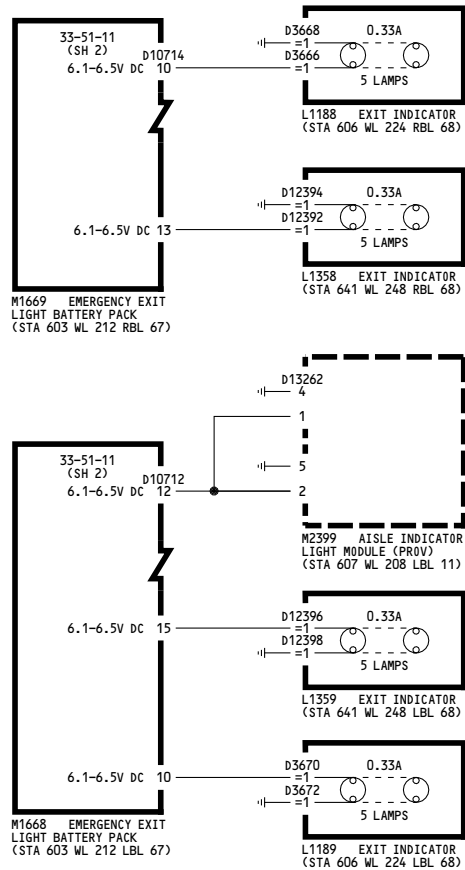 33-51-11
(SH 2)
D10714
6.1-6.5V DC 10
D3668
=1
D3666
=1
0.33A
5 LAMPS
L1188 EXIT INDICATOR
(STA 606 WL 224 RBL 68)
6.1-6.5V DC 13
D12394
=1
D12392
=1
0.33A
5 LAMPS
L1358 EXIT INDICATOR
(STA 641 WL 248 RBL 68)
M1669 EMERGENCY EXIT
LIGHT BATTERY PACK
(STA 603 WL 212 RBL 67)
D13262
4
1
5
2
M2399 AISLE INDICATOR
LIGHT MODULE (PROV)
(STA 607 WL 208 LBL 11)
33-51-11
(SH 2)
D10712
6.1-6.5V DC 12
6.1-6.5V DC 15
D12396
=1
D12398
=1
0.33A
5 LAMPS
L1359 EXIT INDICATOR
(STA 641 WL 248 LBL 68)
6.1-6.5V DC 10
D3670
=1
D3672
=1
0.33A
5 LAMPS
L1189 EXIT INDICATOR
(STA 606 WL 224 LBL 68)
M1668 EMERGENCY EXIT
LIGHT BATTERY PACK
(STA 603 WL 212 LBL 67)